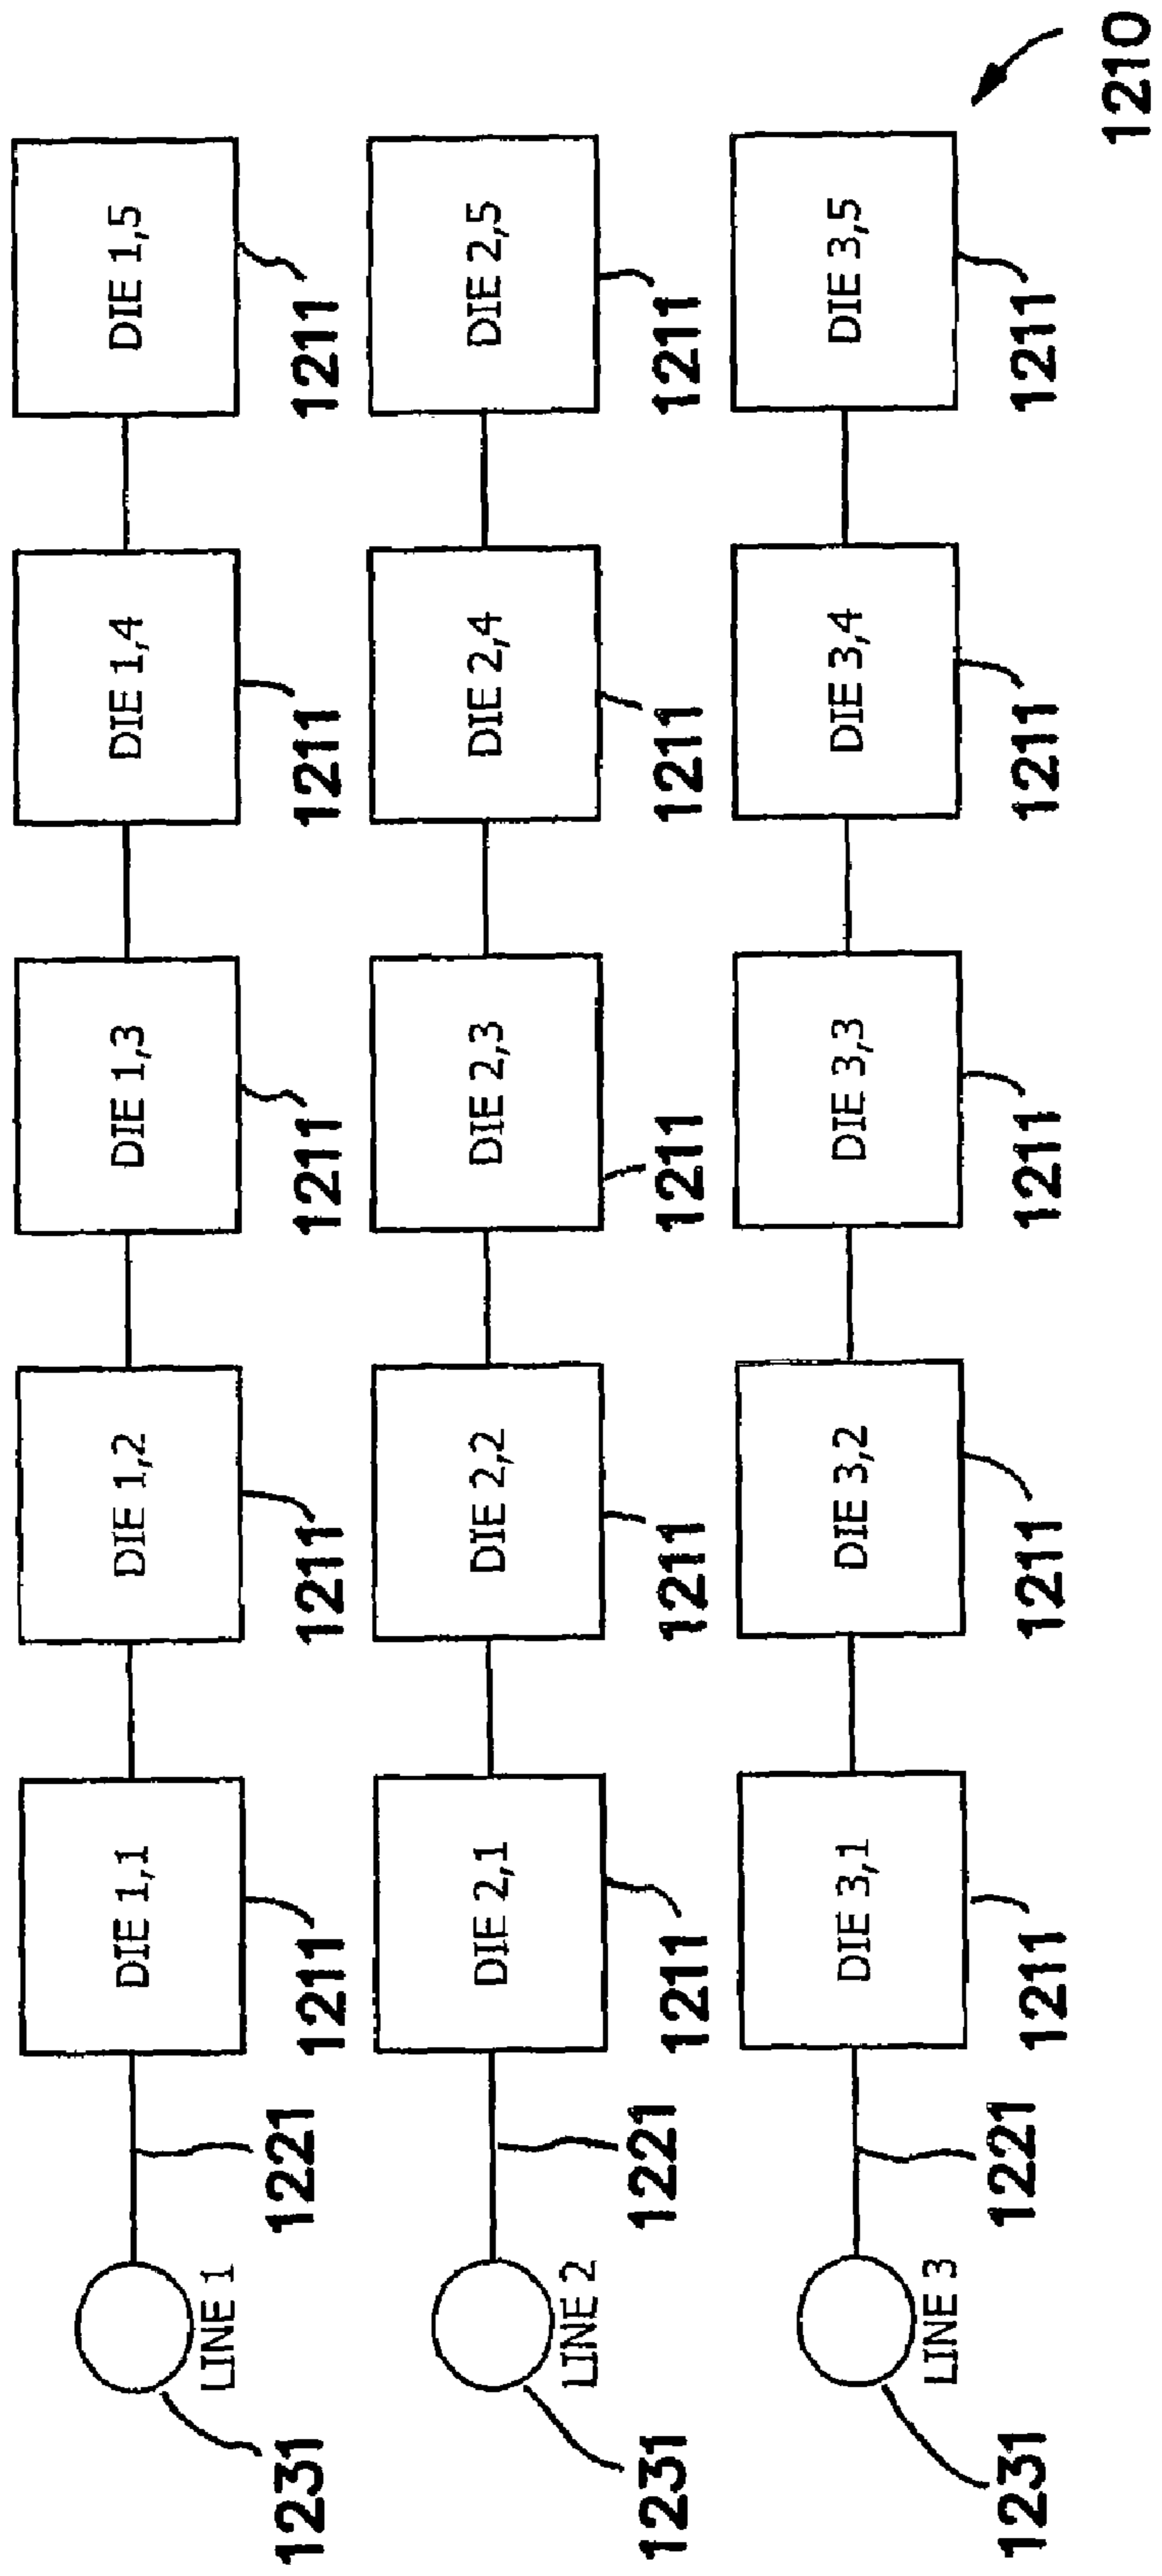 LINE 1 DIE 1,1 DIE 1,2 DIE 1,3 DIE 1,4 DIE 1,5
1231 1221 1211 1211 1211 1211 1211
LINE 2 DIE 2,1 DIE 2,2 DIE 2,3 DIE 2,4 DIE 2,5
1231 1221 1211 1211 1211 1211 1211
LINE 3 DIE 3,1 DIE 3,2 DIE 3,3 DIE 3,4 DIE 3,5
1231 1221 1211 1211 1211 1211 1211
1210